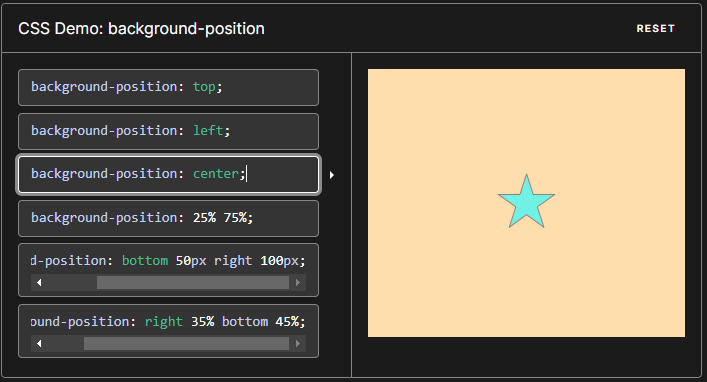 CSS Demo: background-position
RESET
background-position: top;
background-position: left;
background-position: center;
background-position: 25% 75%;
d-position: bottom 50px right 100px;
ound-position: right 35% bottom 45%;